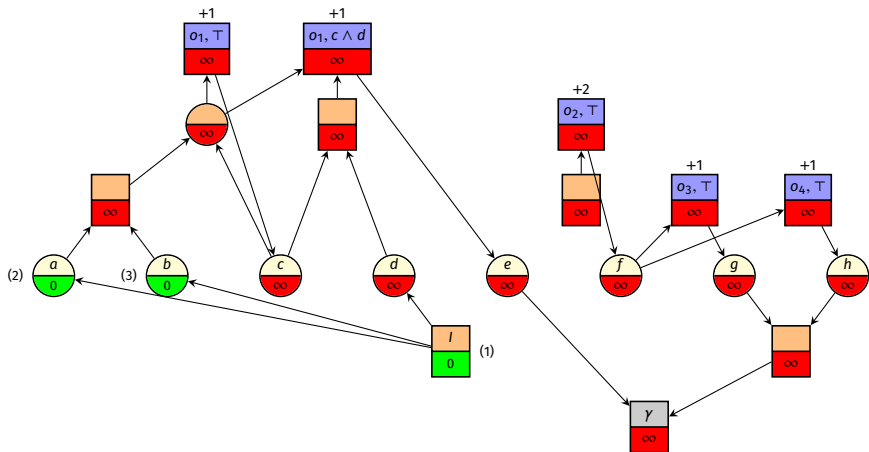 +1 +1
o₁, ⊤ o₁, c ∧ d
∞ ∞
+2
o₂, ⊤
∞ ∞ ∞
+1 +1
o₃, ⊤ o₄, ⊤
∞ ∞ ∞ ∞
(2) a (3) b c d e f g h
0 0 ∞ ∞ ∞ ∞ ∞ ∞
I (1)
0 ∞
γ
∞